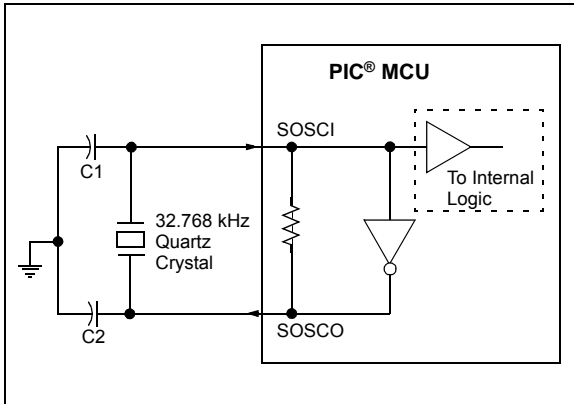 PIC® MCU
SOSCI
C1
To Internal
Logic
32.768 kHz
Quartz
Crystal
SOSCO
C2